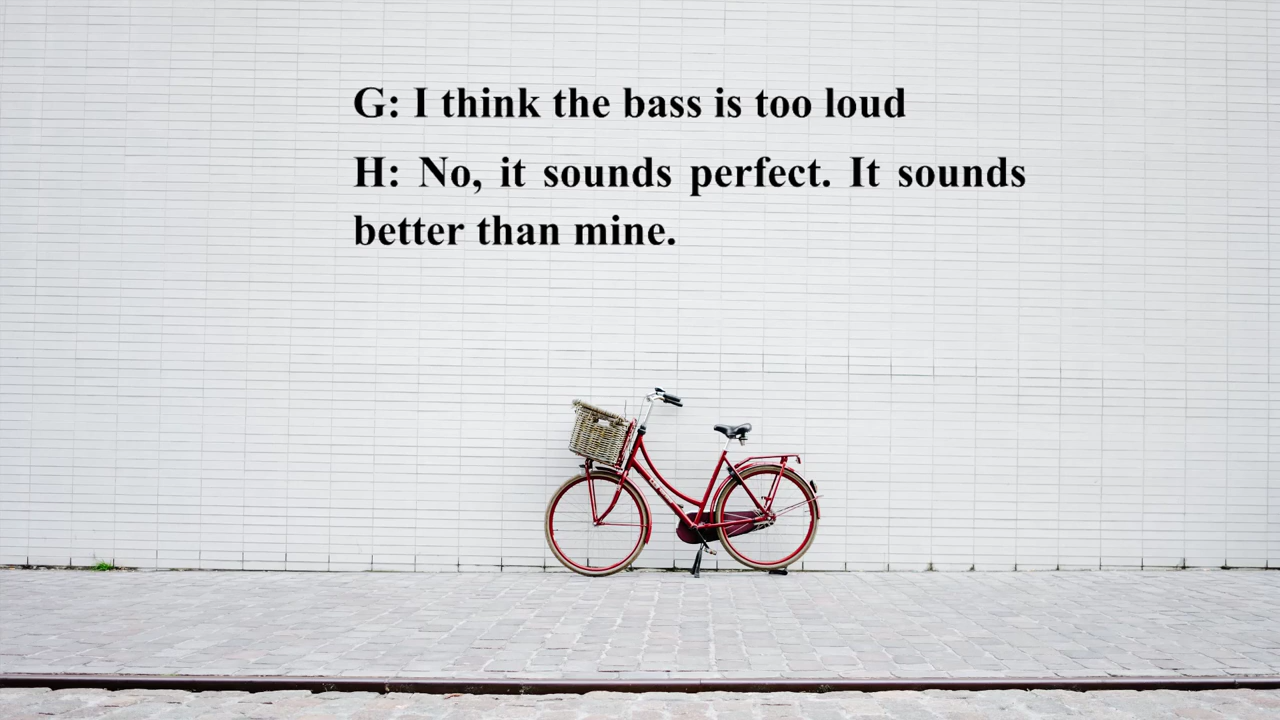 G: I think the bass is too loud
H: No, it sounds perfect. It sounds
better than mine.